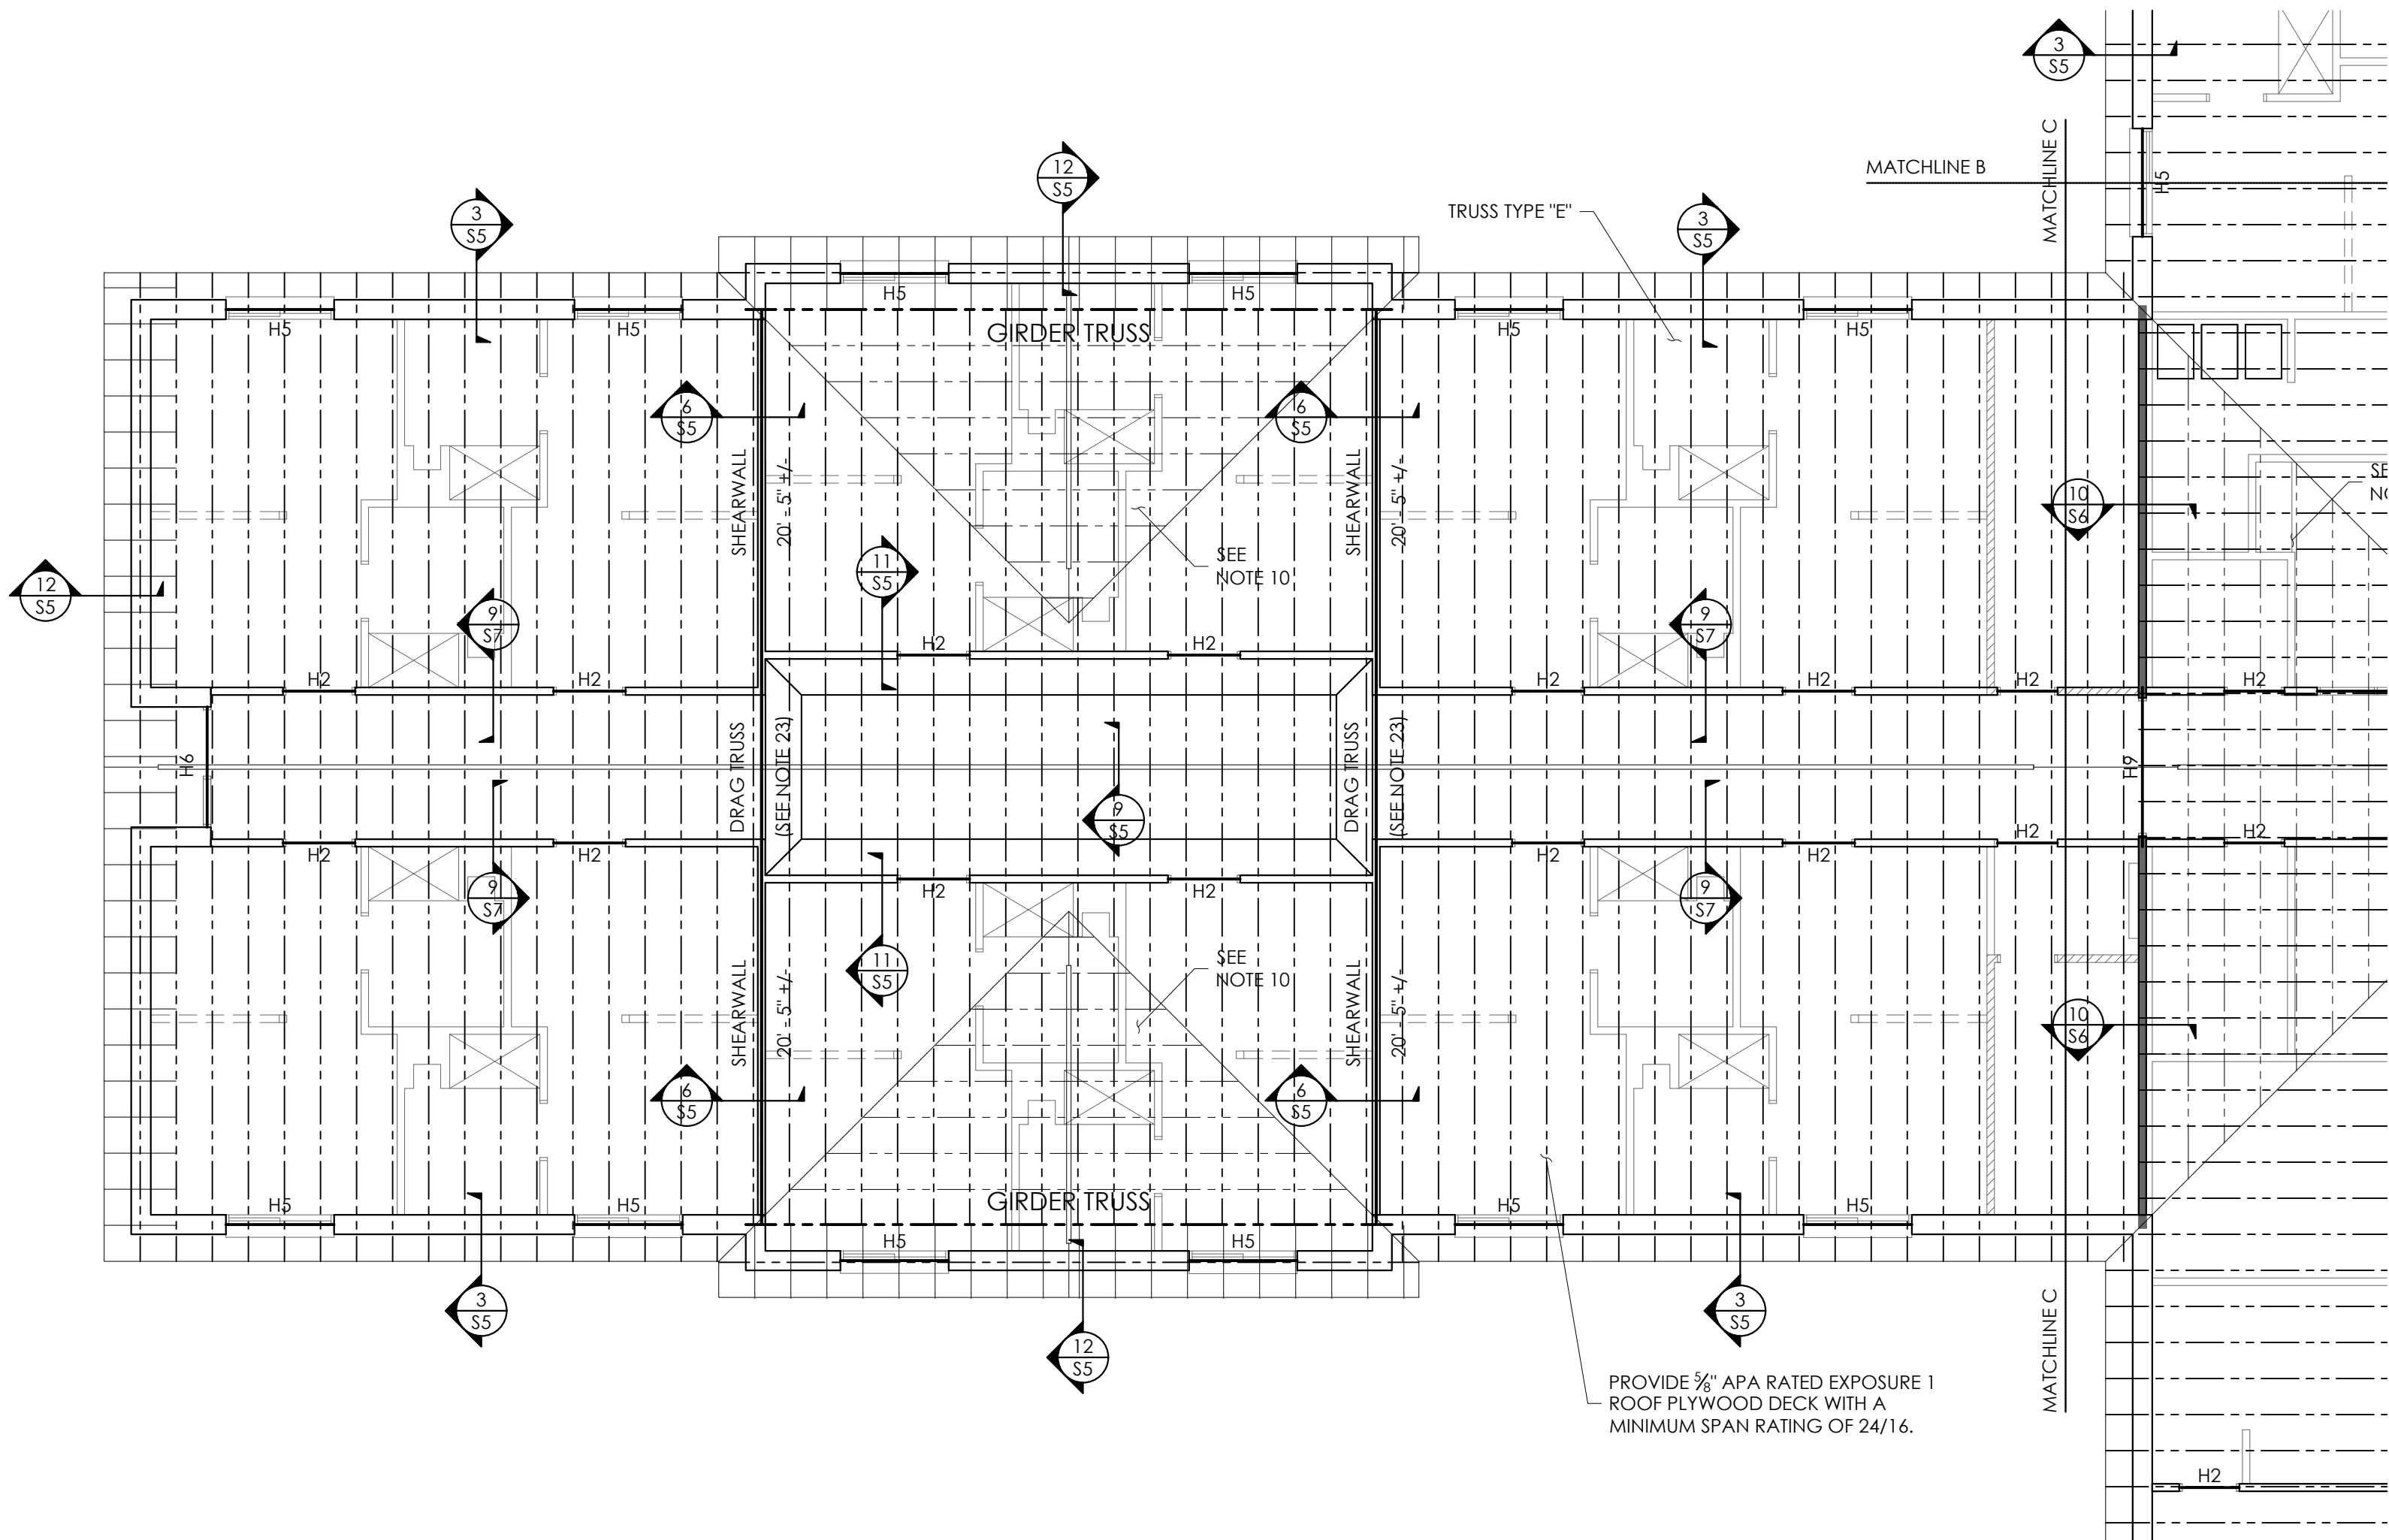 3
S5
12
S5
MATCHLINE B
MATCHLINE C
H5
3
S5
TRUSS TYPE "E"
3
S5
H5
H5
H5
H5
H5
H5
GIRDER TRUSS
6
S5
6
S5
SHEARWALL
20' - 5" +/-
SHEARWALL
20' - 5" +/-
10
S6
SE
NO
11
S5
SEE
NOTE 10
12
S5
9
S7
9
S7
H2
H2
H2
H2
H2
H2
H2
H2
H6
DRAG TRUSS
(SEE NOTE 23)
DRAG TRUSS
(SEE NOTE 23)
H9
9
S5
H2
H2
H2
H2
H2
H2
H2
H2
9
S7
9
S7
11
S5
SEE
NOTE 10
SHEARWALL
20' - 5" +/-
SHEARWALL
20' - 5" +/-
10
S6
6
S5
6
S5
GIRDER TRUSS
H5
H5
H5
H5
H5
H5
3
S5
12
S5
3
S5
MATCHLINE C
PROVIDE ⅝" APA RATED EXPOSURE 1
ROOF PLYWOOD DECK WITH A
MINIMUM SPAN RATING OF 24/16.
H2